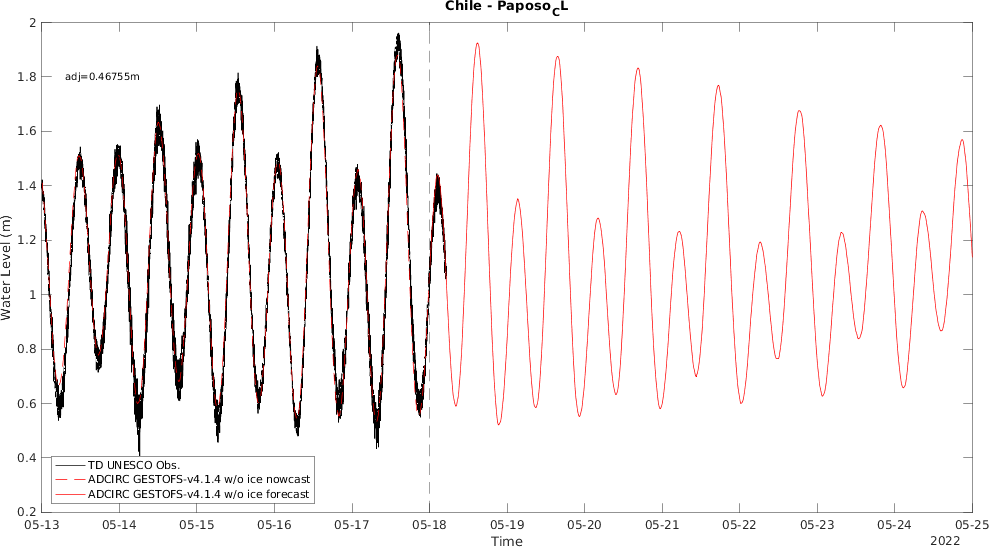 Chile - Paposo_CL
adj=0.46755m
Water Level (m)
2
1.8
1.6
1.4
1.2
1
0.8
0.6
0.4
0.2
TD UNESCO Obs.
ADCIRC GESTOFS-v4.1.4 w/o ice nowcast
ADCIRC GESTOFS-v4.1.4 w/o ice forecast
05-13 05-14 05-15 05-16 05-17 05-18 05-19 05-20 05-21 05-22 05-23 05-24 05-25
Time
2022